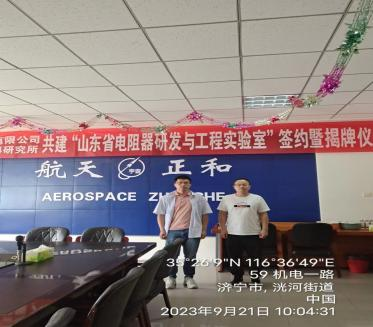 有限公司 共建“山东省电阻器研发与工程实验室”签约暨揭牌仪
研究所
航天 正和
AEROSPACE ZHENGHE
35°26'9"N 116°36'49"E
59 机电一路
济宁市, 洸河街道
中国
2023年9月21日 10:04:31